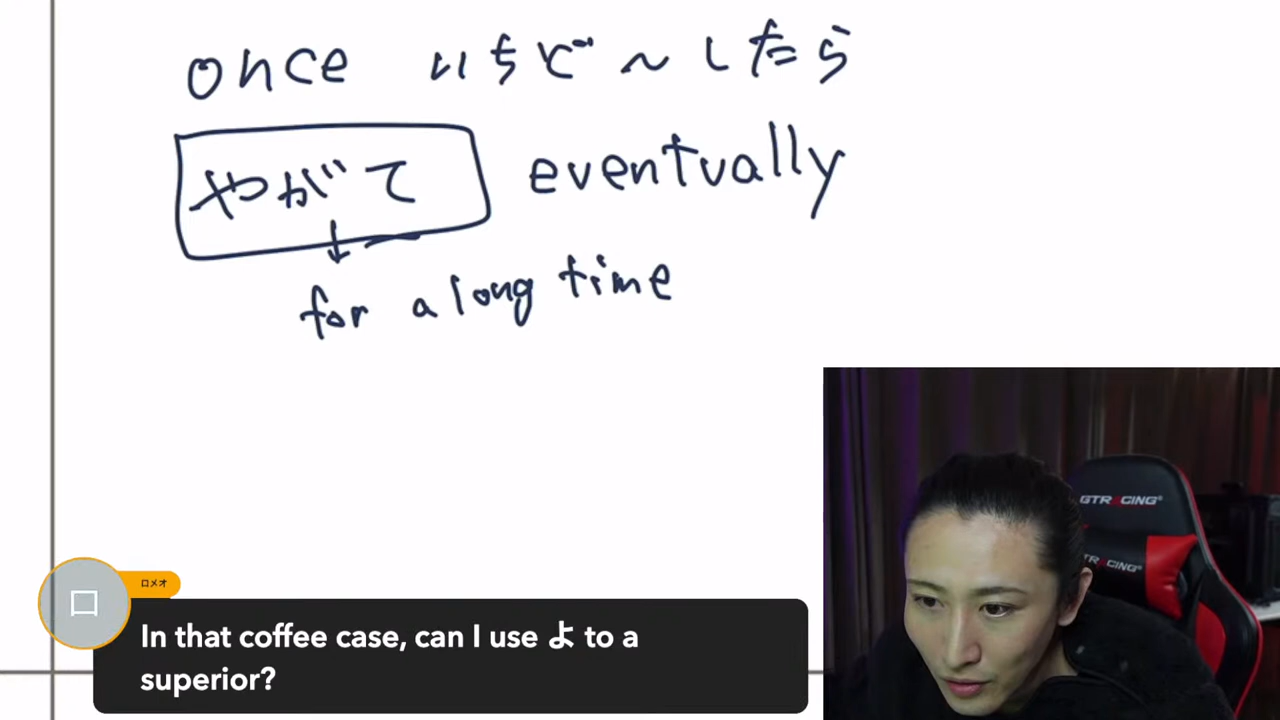 once いちど〜したら
やがて eventually
↓
for a long time
GTRACING
GTRACING
ロメオ
ロ
In that coffee case, can I use よ to a
superior?